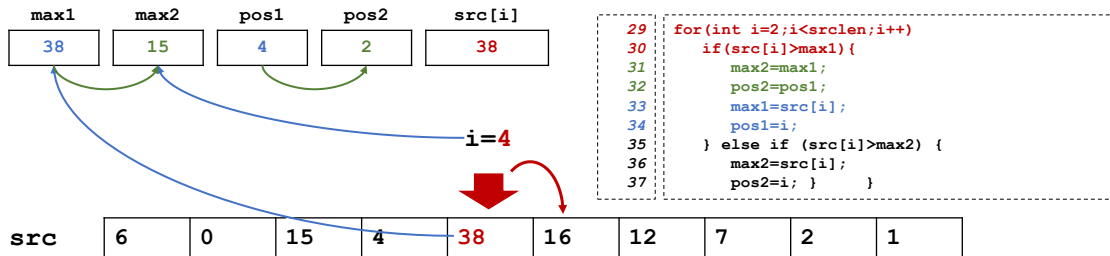 max1 max2 pos1 pos2 src[i]
38 15 4 2 38
i=4
29 for(int i=2;i<srclen;i++)
30 if(src[i]>max1){
31 max2=max1;
32 pos2=pos1;
33 max1=src[i];
34 pos1=i;
35 } else if (src[i]>max2) {
36 max2=src[i];
37 pos2=i; } }
src 6 0 15 4 38 16 12 7 2 1